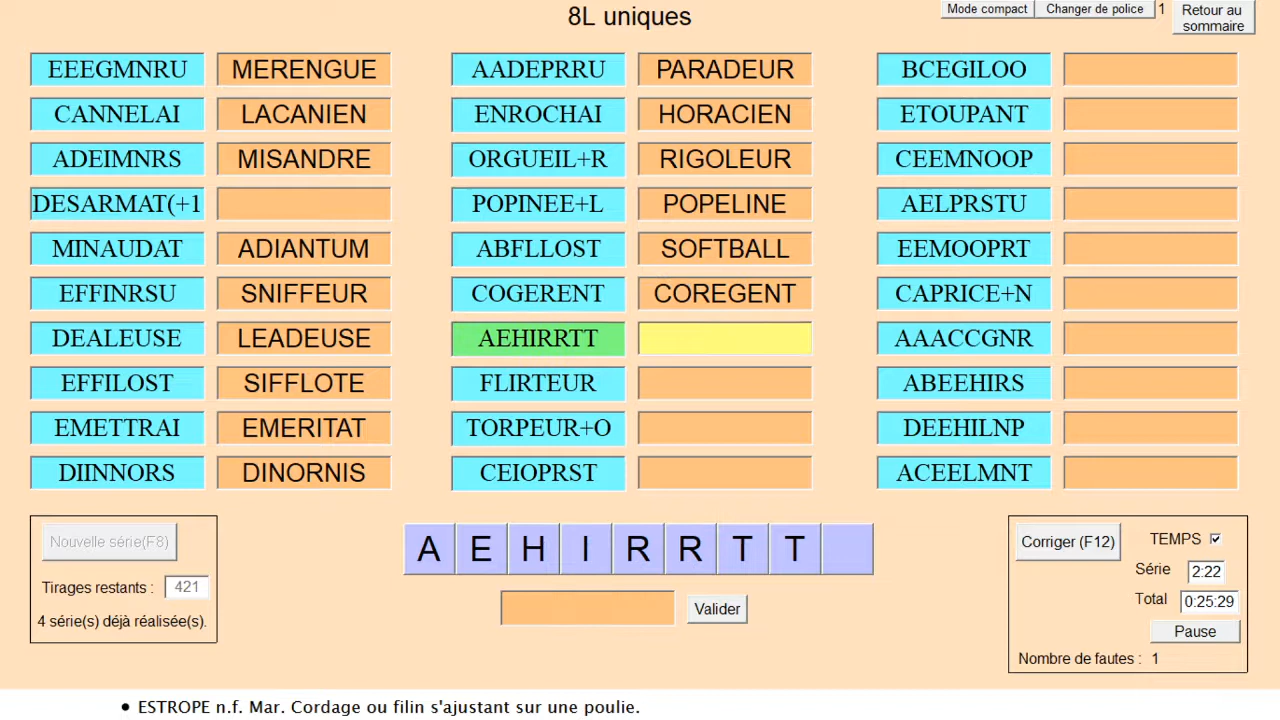 8L uniques
Mode compact
Changer de police
1
Retour au
sommaire
EEEGMNRU MERENGUE AADEPRRU PARADEUR BCEGILOO
CANNELAI LACANIEN ENROCHAI HORACIEN ETOUPANT
ADEIMNRS MISANDRE ORGUEIL+R RIGOLEUR CEEMNOOP
DESARMAT(+1 POPINEE+L POPELINE AELPRSTU
MINAUDAT ADIANTUM ABFLLOST SOFTBALL EEMOOPRT
EFFINRSU SNIFFEUR COGERENT COREGENT CAPRICE+N
DEALEUSE LEADEUSE AEHIRRTT AAACCGNR
EFFILOST SIFFLOTE FLIRTEUR ABEEHIRS
EMETTRAI EMERITAT TORPEUR+O DEEHILNP
DIINNORS DINORNIS CEIOPRST ACEELMNT
Nouvelle série(F8)
Tirages restants : 421
4 série(s) déjà réalisée(s).
A E H I R R T T
Valider
Corriger (F12)
TEMPS
Série 2:22
Total 0:25:29
Pause
Nombre de fautes : 1
• ESTROPE n.f. Mar. Cordage ou filin s'ajustant sur une poulie.